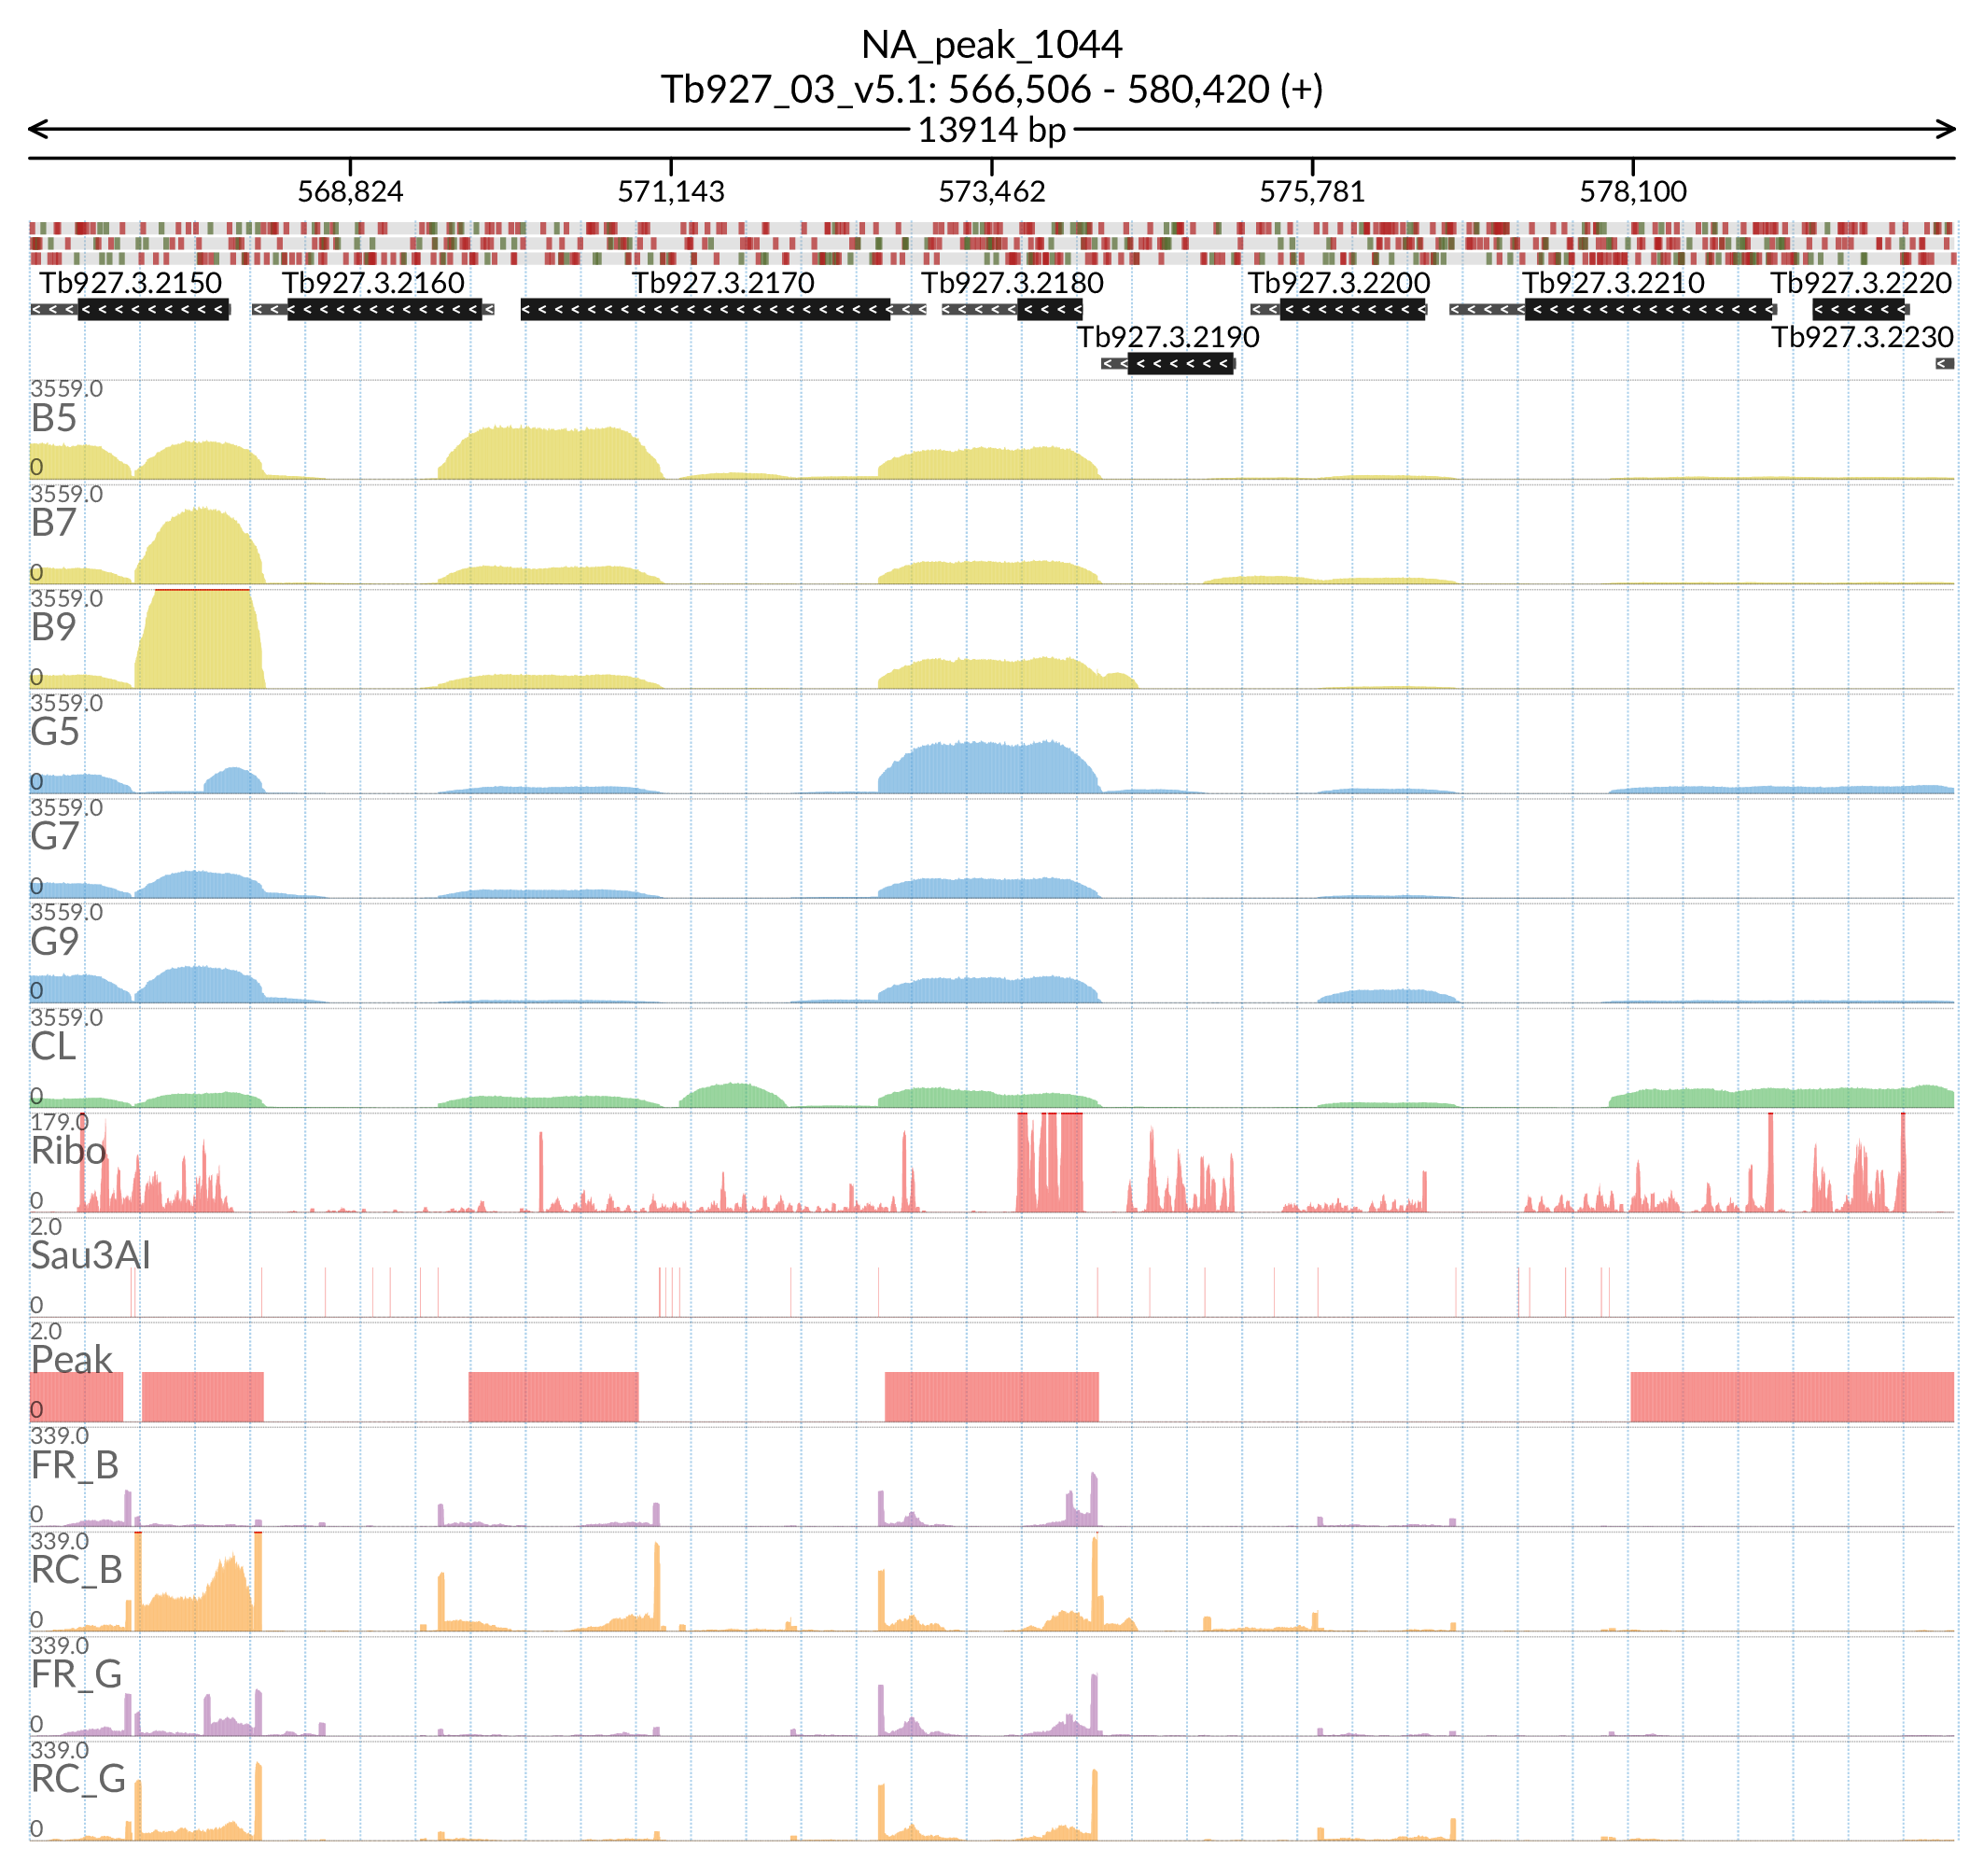 NA_peak_1044
Tb927_03_v5.1: 566,506 - 580,420 (+)
13914 bp
568,824 571,143 573,462 575,781 578,100
Tb927.3.2150 Tb927.3.2160 Tb927.3.2170 Tb927.3.2180 Tb927.3.2200 Tb927.3.2210 Tb927.3.2220
Tb927.3.2190 Tb927.3.2230
3559.0
B5
0
3559.0
B7
0
3559.0
B9
0
3559.0
G5
0
3559.0
G7
0
3559.0
G9
0
3559.0
CL
0
179.0
Ribo
0
2.0
Sau3AI
0
2.0
Peak
0
339.0
FR_B
0
339.0
RC_B
0
339.0
FR_G
0
339.0
RC_G
0